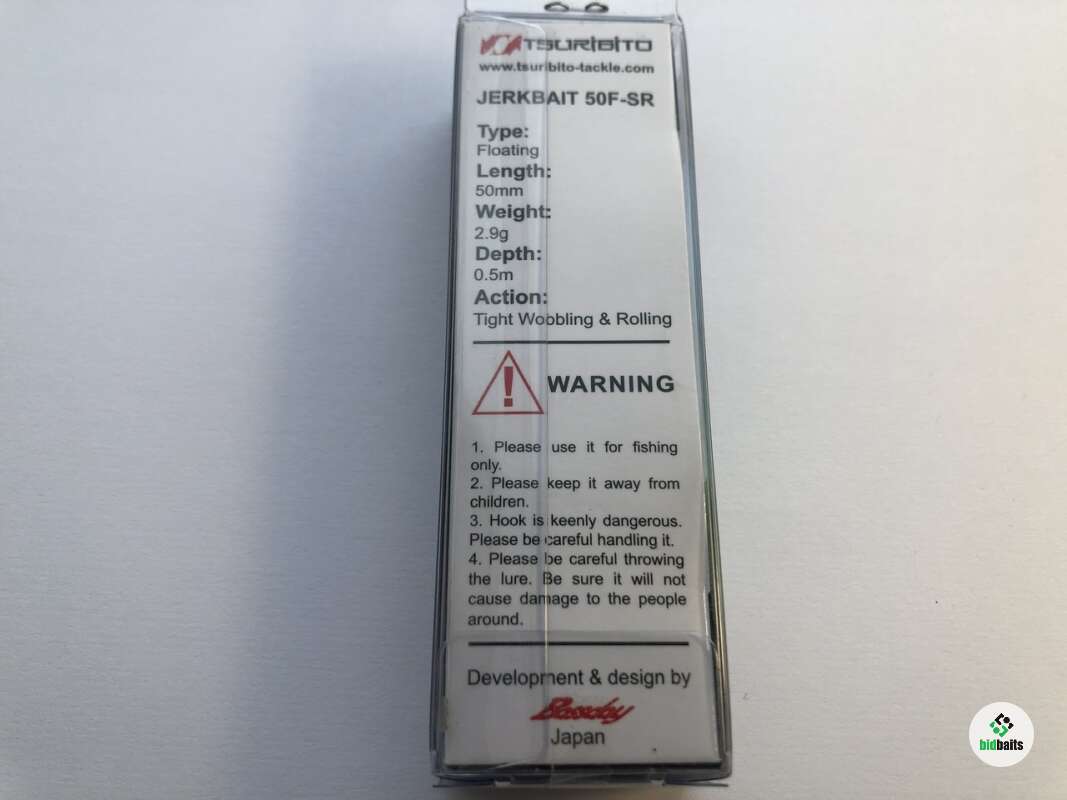 TSURIBITO
www.tsuribito-tackle.com
JERKBAIT 50F-SR
Type:
Floating
Length:
50mm
Weight:
2.9g
Depth:
0.5m
Action:
Tight Wobbling & Rolling
! WARNING
1. Please use it for fishing
only.
2. Please keep it away from
children.
3. Hook is keenly dangerous.
Please be careful handling it.
4. Please be careful throwing
the lure. Be sure it will not
cause damage to the people
around.
Development & design by
Bassday
Japan
bidbaits